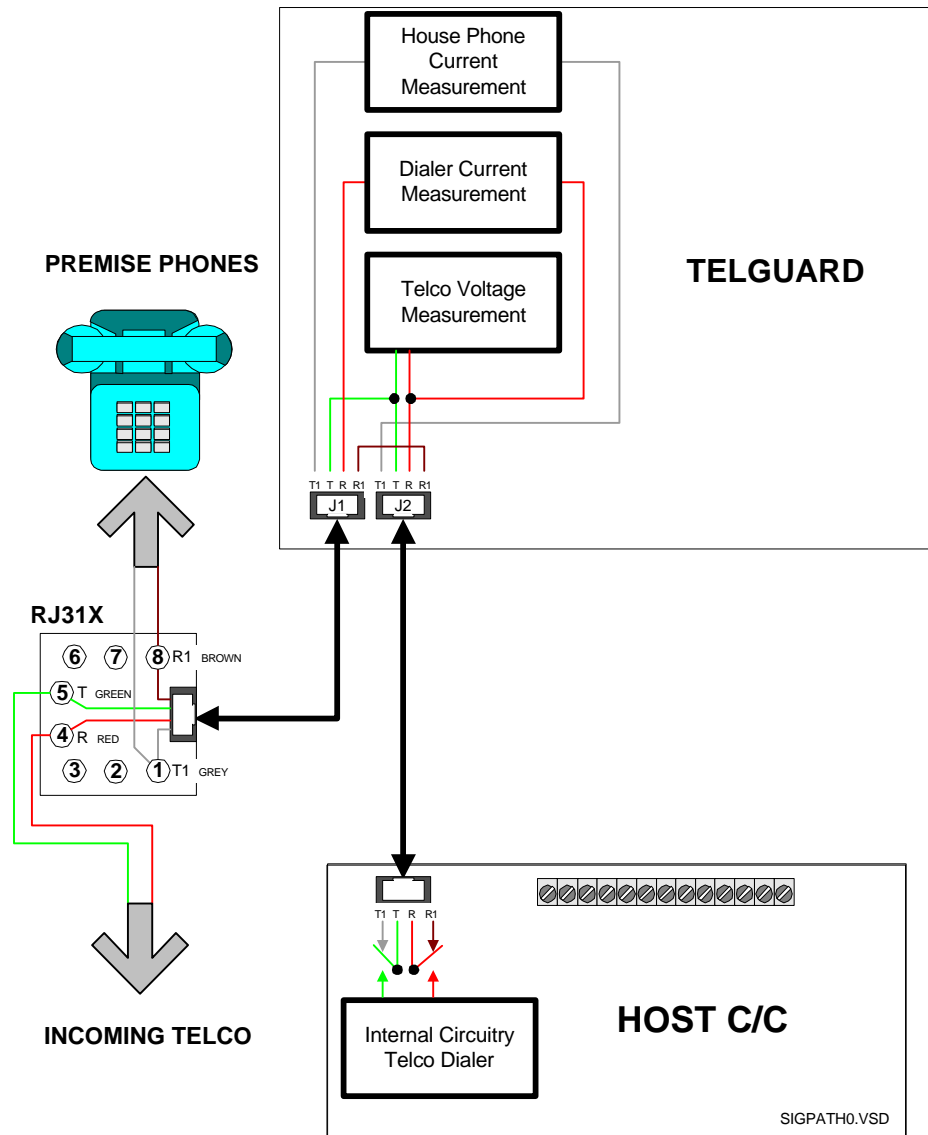 House Phone
Current
Measurement
Dialer Current
Measurement
PREMISE PHONES
TELGUARD
Telco Voltage
Measurement
T1 T R R1 T1 T R R1
J1 J2
RJ31X
6 7 8 R1 BROWN
5 T GREEN
4 R RED
3 2 1 T1 GREY
T1 T R R1
INCOMING TELCO
HOST C/C
Internal Circuitry
Telco Dialer
SIGPATH0.VSD